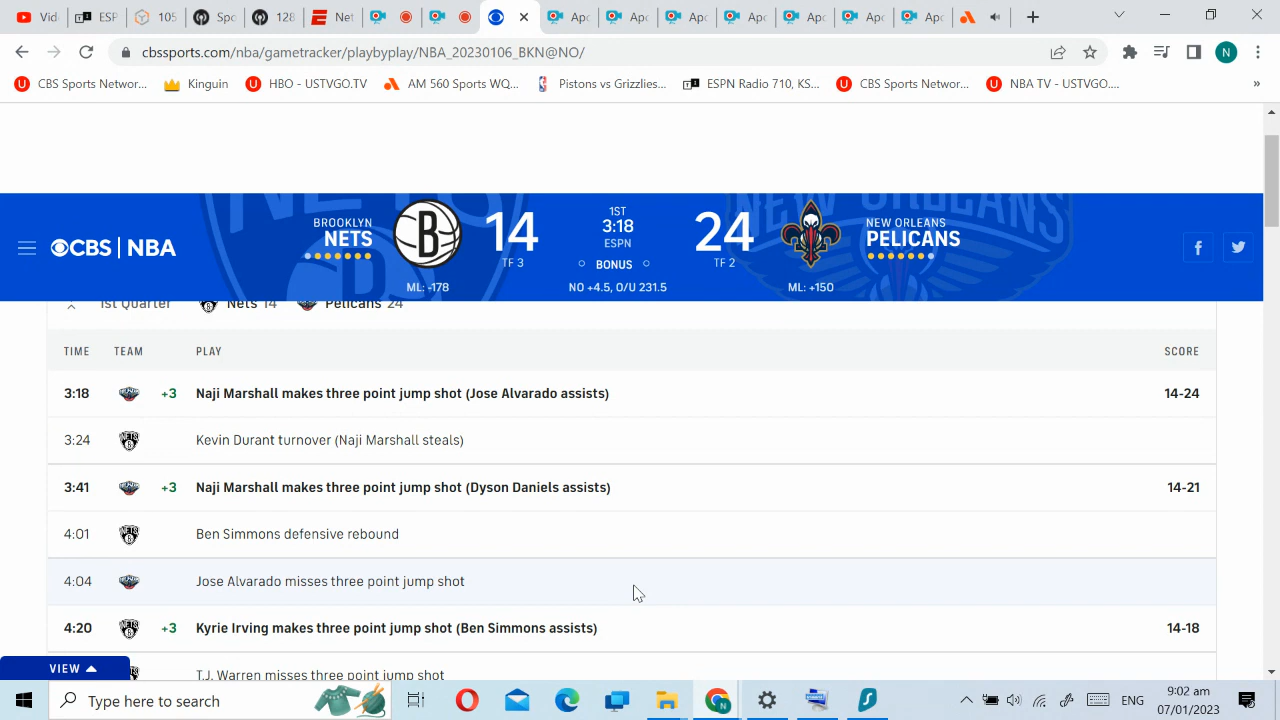 Vid
ESP
105
Spo
128
Net
Apo
Apo
Apo
Apo
Apo
Apo
Apo
cbssports.com/nba/gametracker/playbyplay/NBA_20230106_BKN@NO/
N
CBS Sports Networ...
Kinguin
HBO - USTVGO.TV
AM 560 Sports WQ...
Pistons vs Grizzlies...
ESPN Radio 710, KS...
CBS Sports Networ...
NBA TV - USTVGO....
»
CBS | NBA
BROOKLYN
NETS
B
14
TF 3
ML: -178
1ST
3:18
ESPN
BONUS
NO +4.5, O/U 231.5
24
TF 2
NEW ORLEANS
PELICANS
ML: +150
1st Quarter Nets 14 Pelicans 24
TIME TEAM PLAY SCORE
3:18 +3 Naji Marshall makes three point jump shot (Jose Alvarado assists) 14-24
3:24 Kevin Durant turnover (Naji Marshall steals)
3:41 +3 Naji Marshall makes three point jump shot (Dyson Daniels assists) 14-21
4:01 Ben Simmons defensive rebound
4:04 Jose Alvarado misses three point jump shot
4:20 +3 Kyrie Irving makes three point jump shot (Ben Simmons assists) 14-18
T.J. Warren misses three point jump shot
VIEW
Type here to search
ENG
9:02 am
07/01/2023